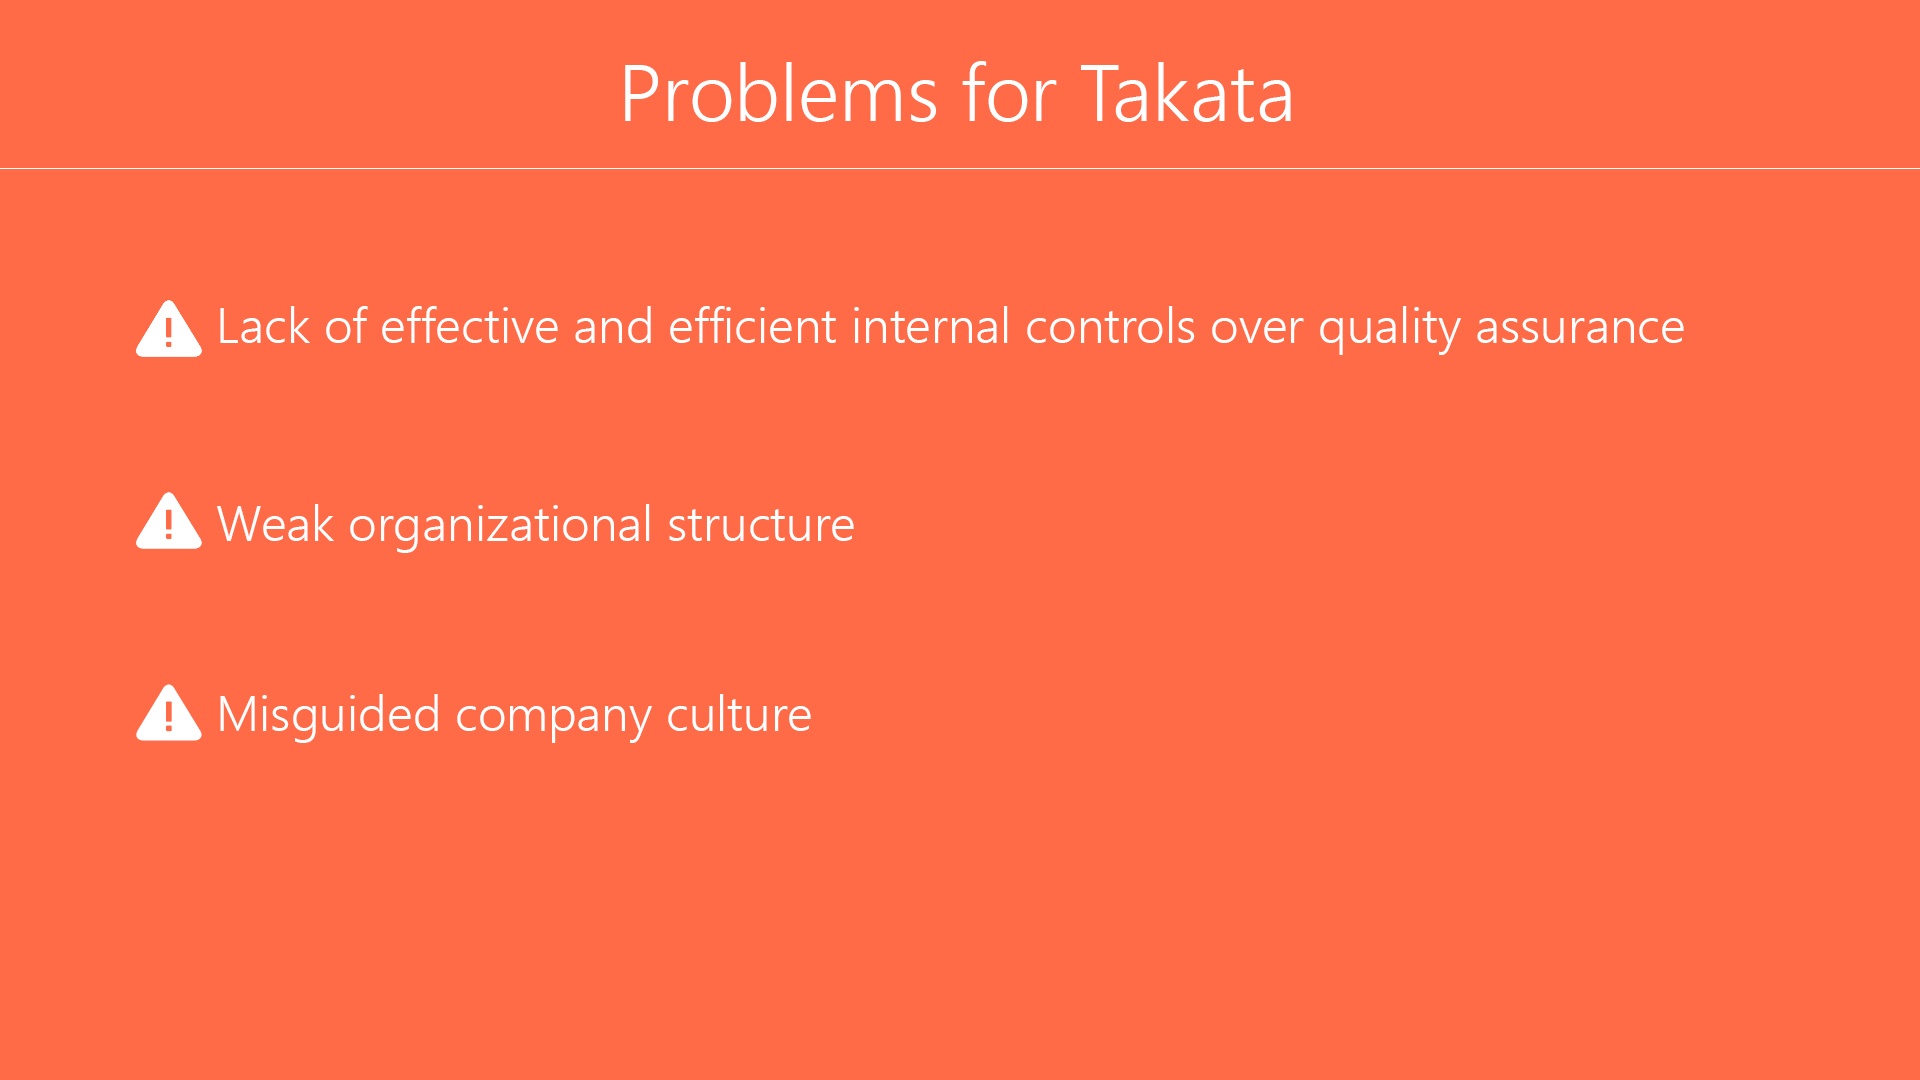 Problems for Takata
Lack of effective and efficient internal controls over quality assurance
Weak organizational structure
Misguided company culture